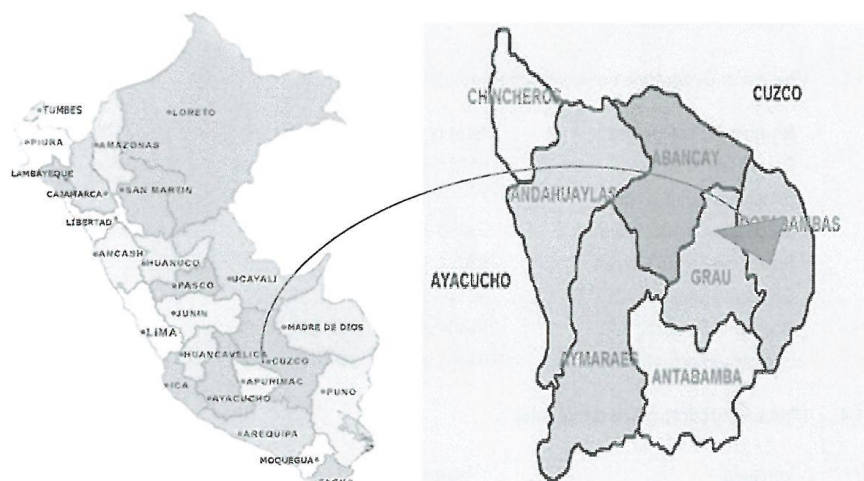 TUMBES
LORETO
PIURA
AMAZONAS
LAMBAYEQUE
CAJAMARCA
SAN MARTIN
LIBERTAD
ANCASH
HUANUCO
UCAYALI
PASCO
JUNIN
LIMA
MADRE DE DIOS
HUANCAVELICA
CUZCO
APURIMAC
ICA
AYACUCHO
PUNO
AREQUIPA
MOQUEGUA
CHINCHEROS
CUZCO
ABANCAY
ANDAHUAYLAS
COTABAMBAS
AYACUCHO
GRAU
AYMARAES
ANTABAMBA